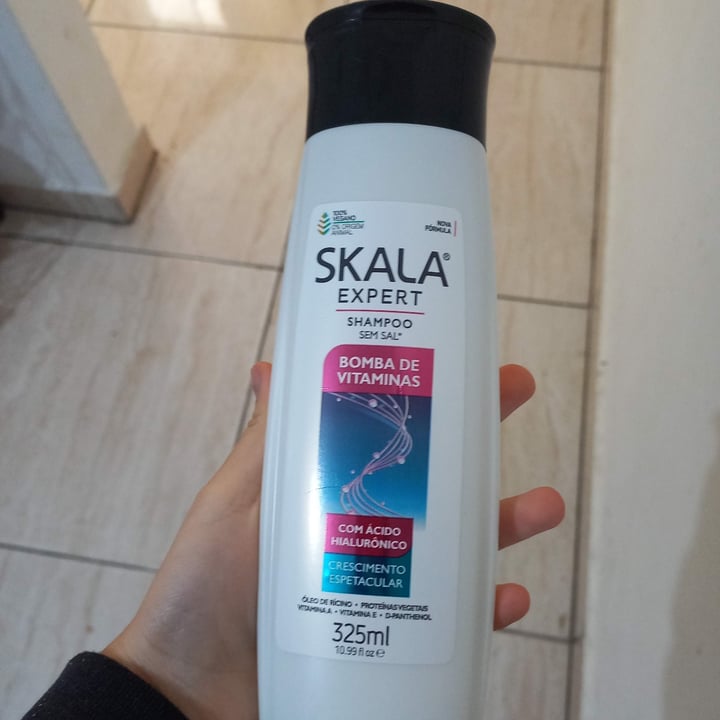 100%
VEGANO
0% ORIGEM
ANIMAL
NOVA
FÓRMULA
SKALA®
EXPERT
SHAMPOO
SEM SAL*
BOMBA DE
VITAMINAS
COM ÁCIDO
HIALURÔNICO
CRESCIMENTO
ESPETACULAR
ÓLEO DE RÍCINO • PROTEÍNAS VEGETAIS
VITAMINA A • VITAMINA E • D-PANTHENOL
325ml
10.99 fl oz ℮